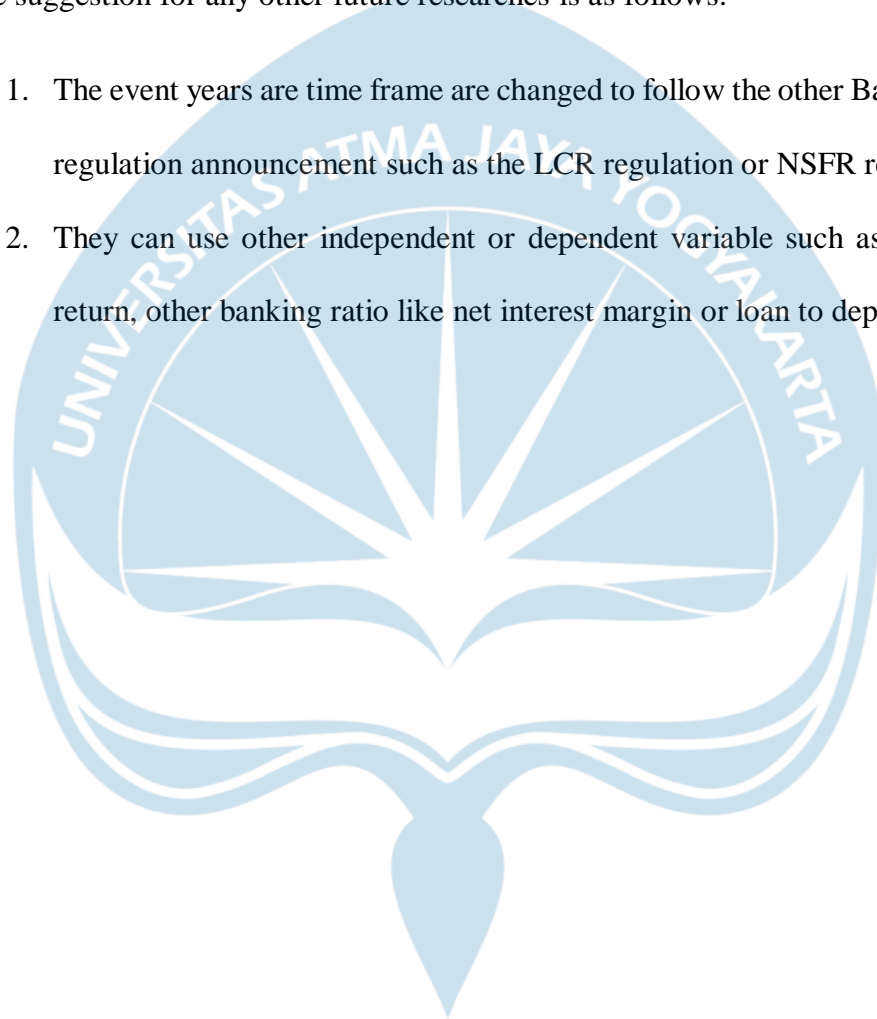 suggestion for any other future researches is as follows:
1. The event years are time frame are changed to follow the other
regulation announcement such as the LCR regulation or NSFR
2. They can use other independent or dependent variable such as
return, other banking ratio like net interest margin or loan to
UNIVERSITAS ATMA JAYA YOGYAKARTA